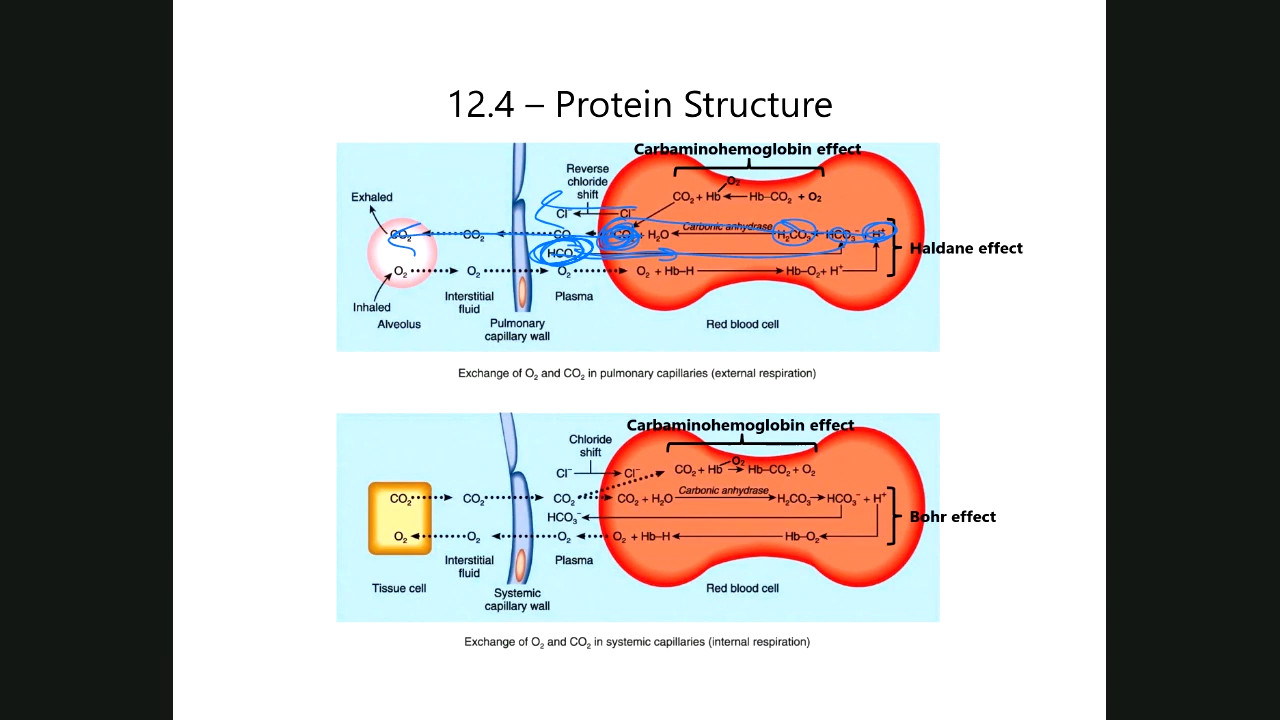 12.4 – Protein Structure
Carbaminohemoglobin effect
Reverse
chloride
shift
O₂
CO₂ + Hb Hb–CO₂ + O₂
Exhaled
Cl⁻ Cl⁻
Carbonic anhydrase
CO₂ CO₂ CO CO₂ + H₂O H₂CO₃ HCO₃⁻ + H⁺
Haldane effect
HCO₃⁻
O₂ O₂ O₂ O₂ + Hb–H Hb–O₂ + H⁺
Inhaled
Alveolus
Interstitial
fluid
Pulmonary
capillary wall
Plasma
Red blood cell
Exchange of O₂ and CO₂ in pulmonary capillaries (external respiration)
Carbaminohemoglobin effect
Chloride
shift
O₂
Cl⁻ Cl⁻ CO₂ + Hb Hb–CO₂ + O₂
Carbonic anhydrase
CO₂ CO₂ CO₂ CO₂ + H₂O H₂CO₃ HCO₃⁻ + H⁺
HCO₃⁻
Bohr effect
O₂ O₂ O₂ O₂ + Hb–H Hb–O₂
Tissue cell
Interstitial
fluid
Systemic
capillary wall
Plasma
Red blood cell
Exchange of O₂ and CO₂ in systemic capillaries (internal respiration)